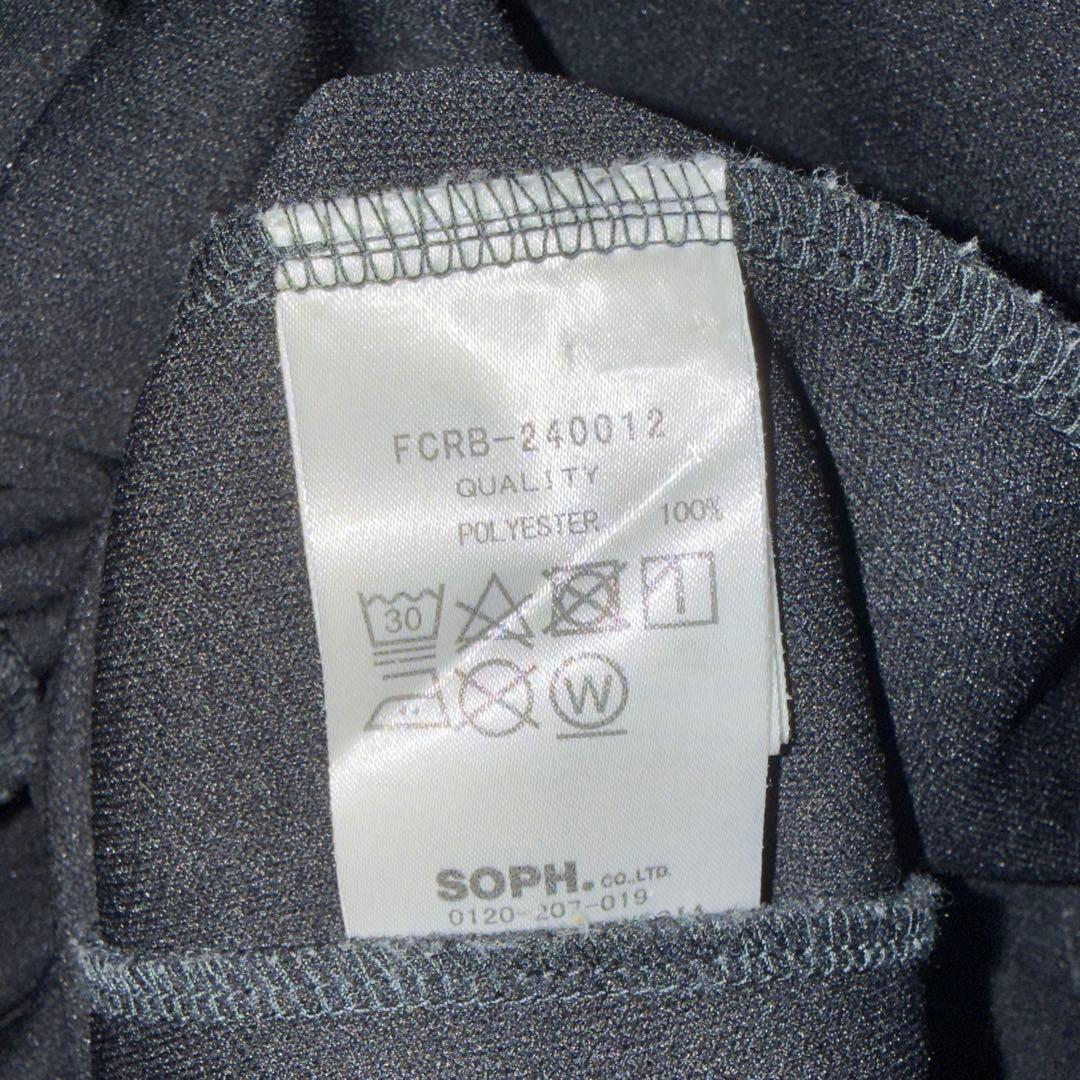 FCRB-240012
QUALITY
POLYESTER 100%
30
W
SOPH. CO.,LTD.
0120-207-019